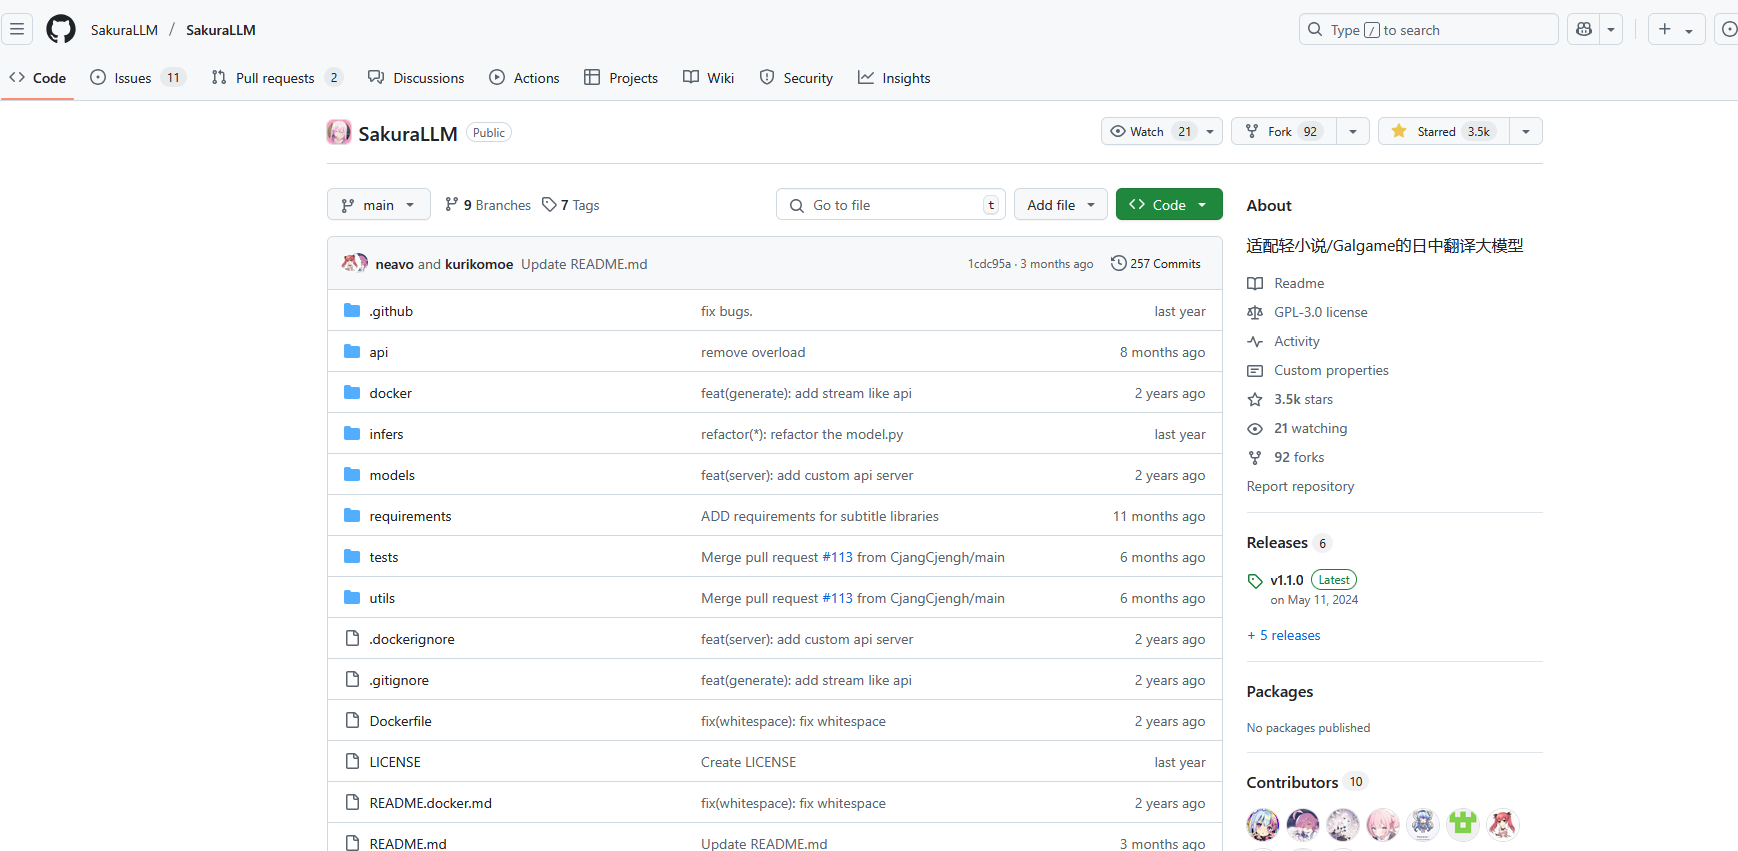 SakuraLLM / SakuraLLM
Type / to search
Code
Issues 11
Pull requests 2
Discussions
Actions
Projects
Wiki
Security
Insights
SakuraLLM Public
Watch 21
Fork 92
Starred 3.5k
main
9 Branches
7 Tags
Go to file t
Add file
Code
neavo and kurikomoe Update README.md 1cdc95a · 3 months ago 257 Commits
.github fix bugs. last year
api remove overload 8 months ago
docker feat(generate): add stream like api 2 years ago
infers refactor(*): refactor the model.py last year
models feat(server): add custom api server 2 years ago
requirements ADD requirements for subtitle libraries 11 months ago
tests Merge pull request #113 from CjangCjengh/main 6 months ago
utils Merge pull request #113 from CjangCjengh/main 6 months ago
.dockerignore feat(server): add custom api server 2 years ago
.gitignore feat(generate): add stream like api 2 years ago
Dockerfile fix(whitespace): fix whitespace 2 years ago
LICENSE Create LICENSE last year
README.docker.md fix(whitespace): fix whitespace 2 years ago
README.md Update README.md 3 months ago
About
适配轻小说/Galgame的日中翻译大模型
Readme
GPL-3.0 license
Activity
Custom properties
3.5k stars
21 watching
92 forks
Report repository
Releases 6
v1.1.0 Latest
on May 11, 2024
+ 5 releases
Packages
No packages published
Contributors 10